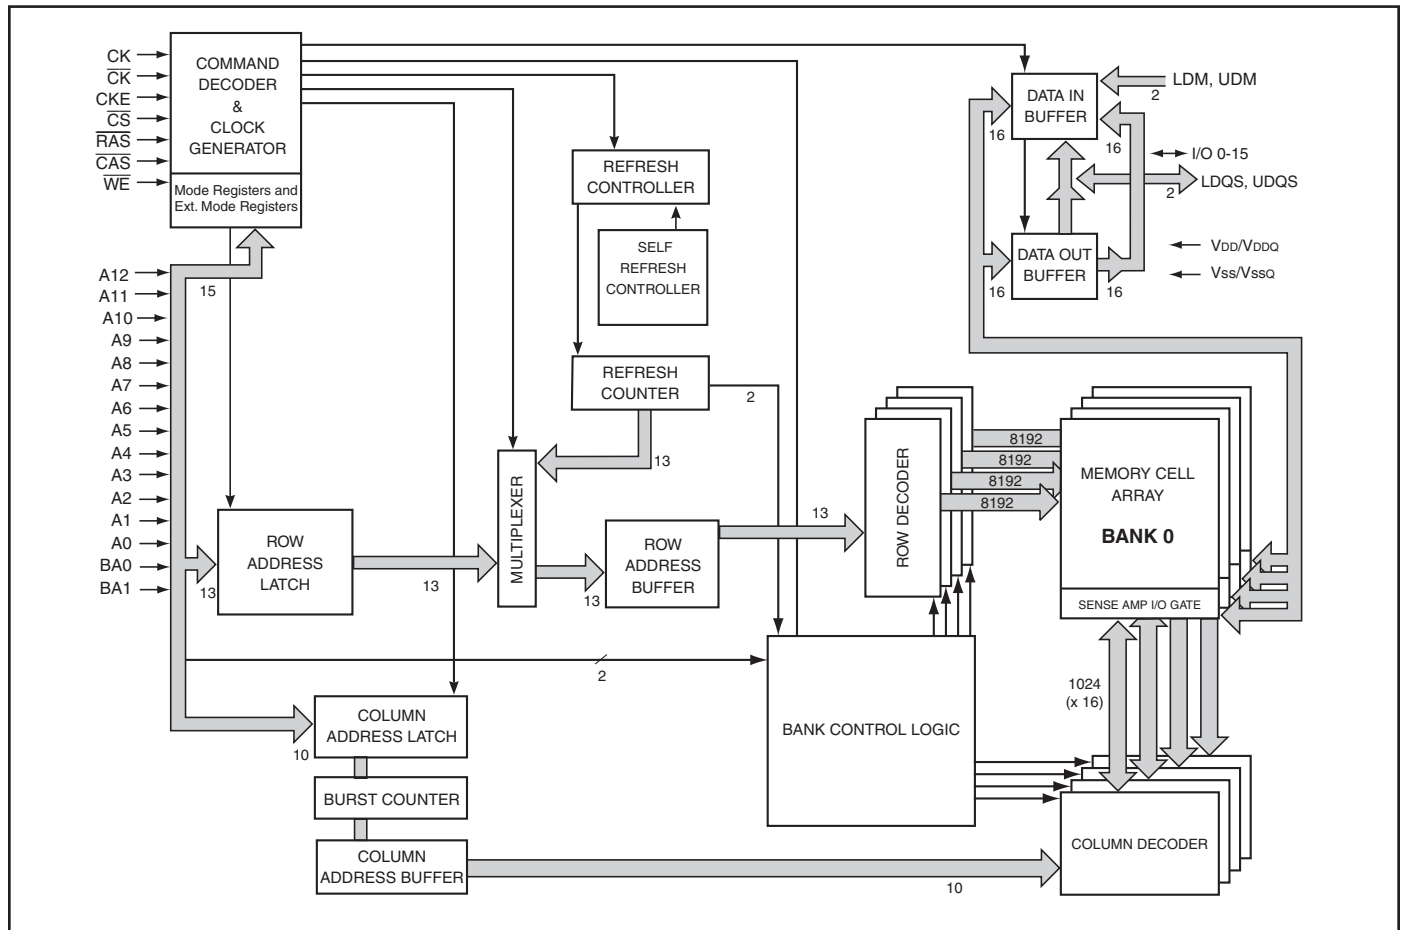 CK
C̅K̅
CKE
C̅S̅
R̅A̅S̅
C̅A̅S̅
W̅E̅
COMMAND
DECODER
&
CLOCK
GENERATOR
Mode Registers and
Ext. Mode Registers
A12
A11
A10
A9
A8
A7
A6
A5
A4
A3
A2
A1
A0
BA0
BA1
15
13
ROW
ADDRESS
LATCH
13
MULTIPLEXER
13
REFRESH
CONTROLLER
SELF
REFRESH
CONTROLLER
REFRESH
COUNTER
2
13
ROW
ADDRESS
BUFFER
13
2
10
COLUMN
ADDRESS LATCH
BURST COUNTER
COLUMN
ADDRESS BUFFER
10
BANK CONTROL LOGIC
ROW DECODER
8192
8192
8192
8192
MEMORY CELL
ARRAY
BANK 0
SENSE AMP I/O GATE
1024
(x 16)
COLUMN DECODER
DATA IN
BUFFER
LDM, UDM
2
16
16
I/O 0-15
LDQS, UDQS
2
DATA OUT
BUFFER
16
16
VDD/VDDQ
Vss/VssQ